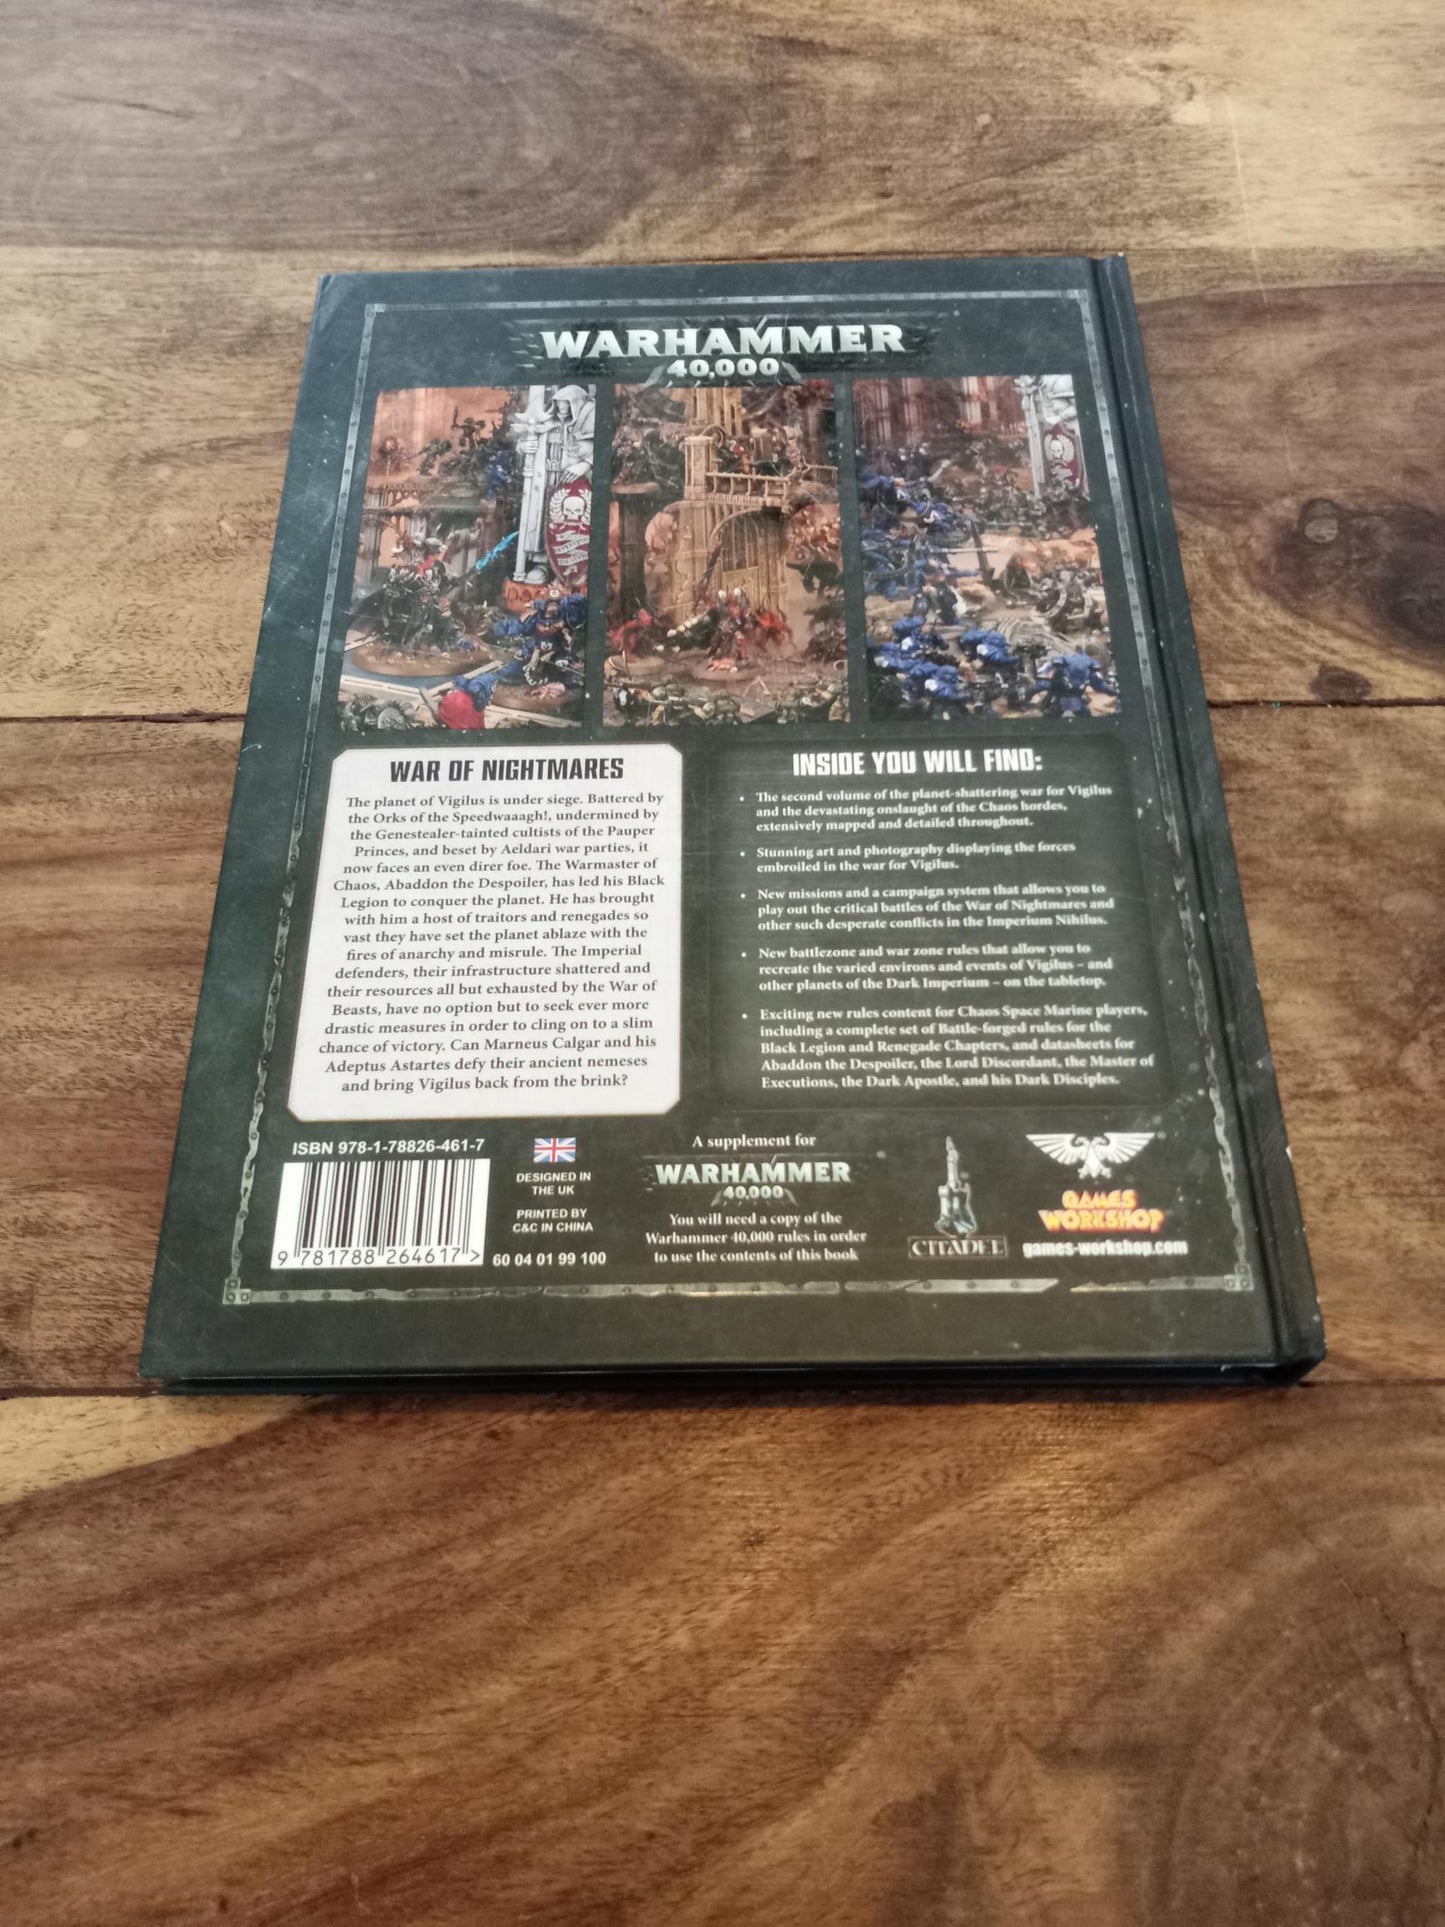 WARHAMMER
40,000
WAR OF NIGHTMARES
The planet of Vigilus is under siege. Battered by
the Orks of the Speedwaaagh!, undermined by
the Genestealer-tainted cultists of the Pauper
Princes, and beset by Aeldari war parties, it
now faces an even direr foe. The Warmaster of
Chaos, Abaddon the Despoiler, has led his Black
Legion to conquer the planet. He has brought
with him a host of traitors and renegades so
vast they have set the planet ablaze with the
fires of anarchy and misrule. The Imperial
defenders, their infrastructure shattered and
their resources all but exhausted by the War of
Beasts, have no option but to seek ever more
drastic measures in order to cling on to a slim
chance of victory. Can Marneus Calgar and his
Adeptus Astartes defy their ancient nemeses
and bring Vigilus back from the brink?
INSIDE YOU WILL FIND:
• The second volume of the planet-shattering war for Vigilus
and the devastating onslaught of the Chaos hordes,
extensively mapped and detailed throughout.
• Stunning art and photography displaying the forces
embroiled in the war for Vigilus.
• New missions and a campaign system that allows you to
play out the critical battles of the War of Nightmares and
other such desperate conflicts in the Imperium Nihilus.
• New battlezone and war zone rules that allow you to
recreate the varied environs and events of Vigilus – and
other planets of the Dark Imperium – on the tabletop.
• Exciting new rules content for Chaos Space Marine players,
including a complete set of Battle-forged rules for the
Black Legion and Renegade Chapters, and datasheets for
Abaddon the Despoiler, the Lord Discordant, the Master of
Executions, the Dark Apostle, and his Dark Disciples.
ISBN 978-1-78826-461-7
9 781788 264617 >
DESIGNED IN
THE UK
PRINTED BY
C&C IN CHINA
60 04 01 99 100
A supplement for
WARHAMMER
40,000
You will need a copy of the
Warhammer 40,000 rules in order
to use the contents of this book
CITADEL
GAMES
WORKSHOP
games-workshop.com